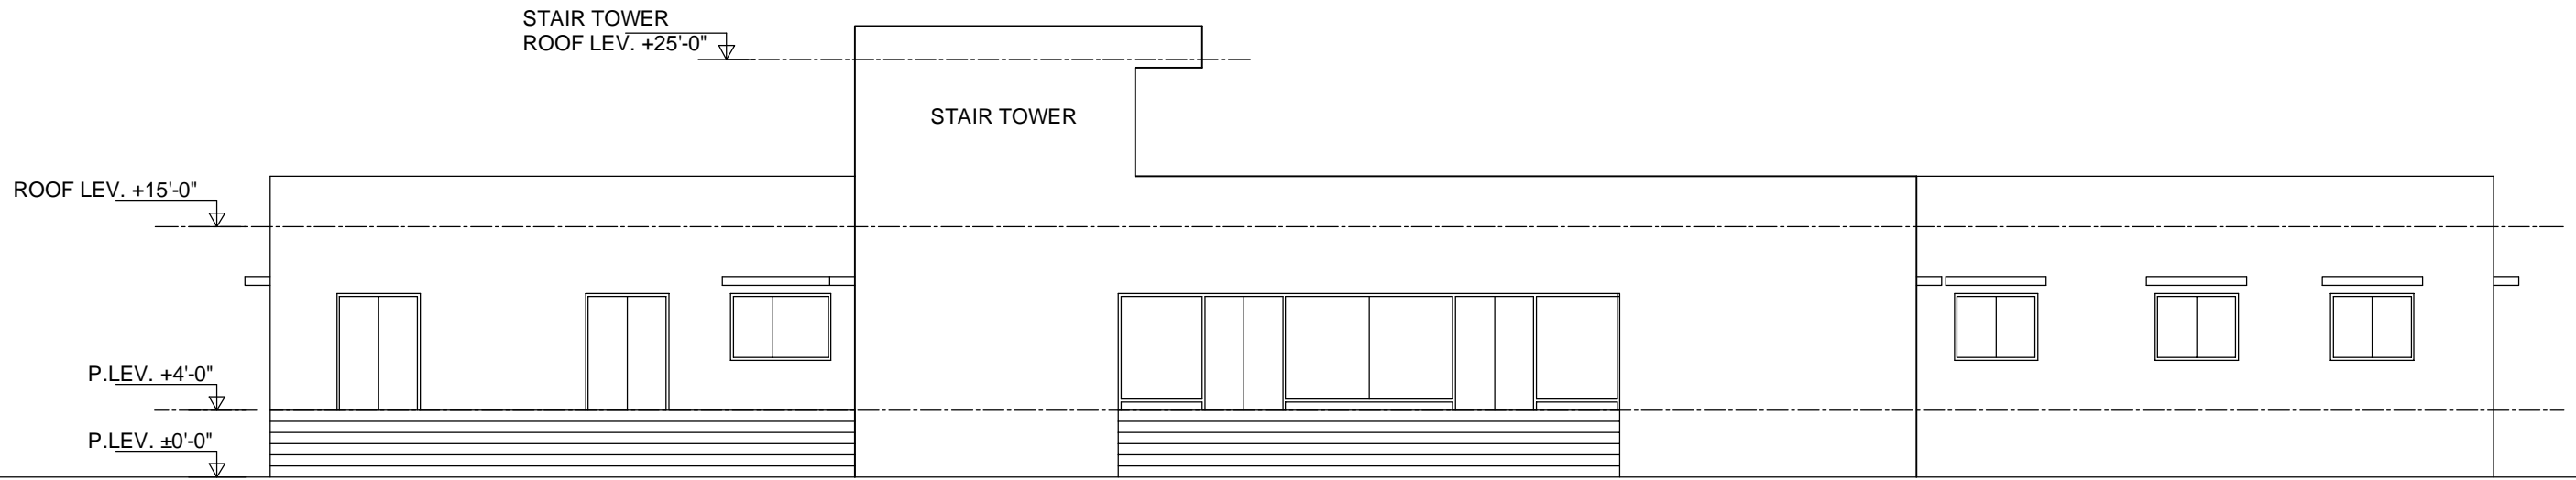 STAIR TOWER
ROOF LEV. +25'-0"
STAIR TOWER
ROOF LEV. +15'-0"
P.LEV. +4'-0"
P.LEV. ±0'-0"